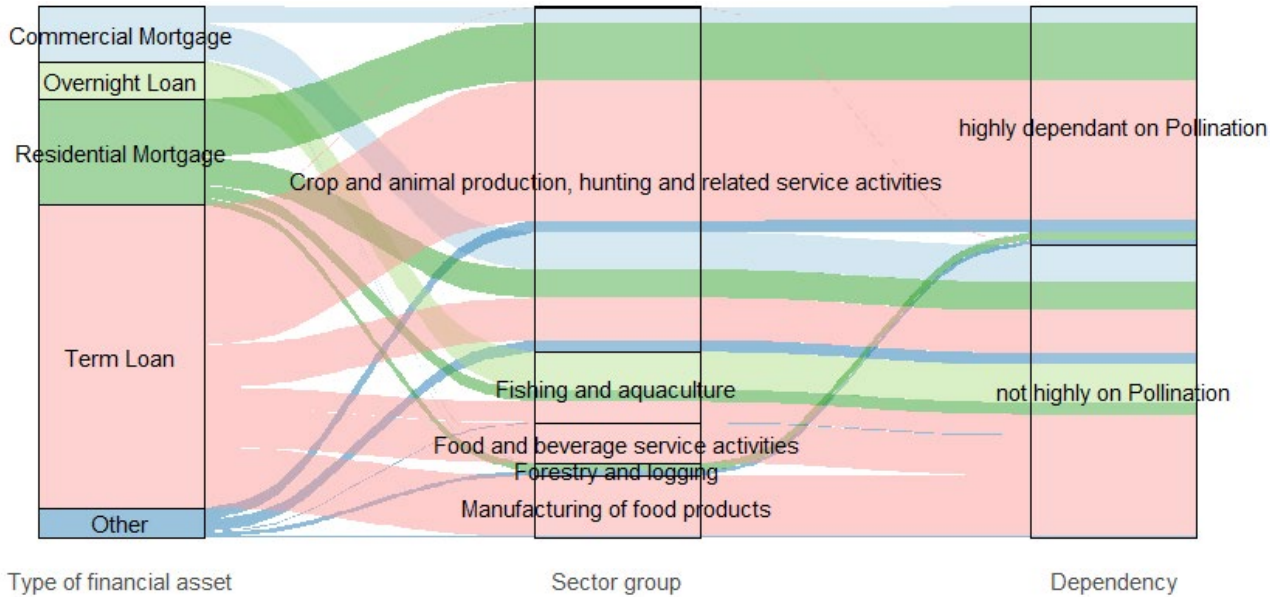 Commercial Mortgage
Overnight Loan
Residential Mortgage
Term Loan
Other
Crop and animal production, hunting and related service activities
Fishing and aquaculture
Food and beverage service activities
Forestry and logging
Manufacturing of food products
highly dependant on Pollination
not highly on Pollination
Type of financial asset
Sector group
Dependency